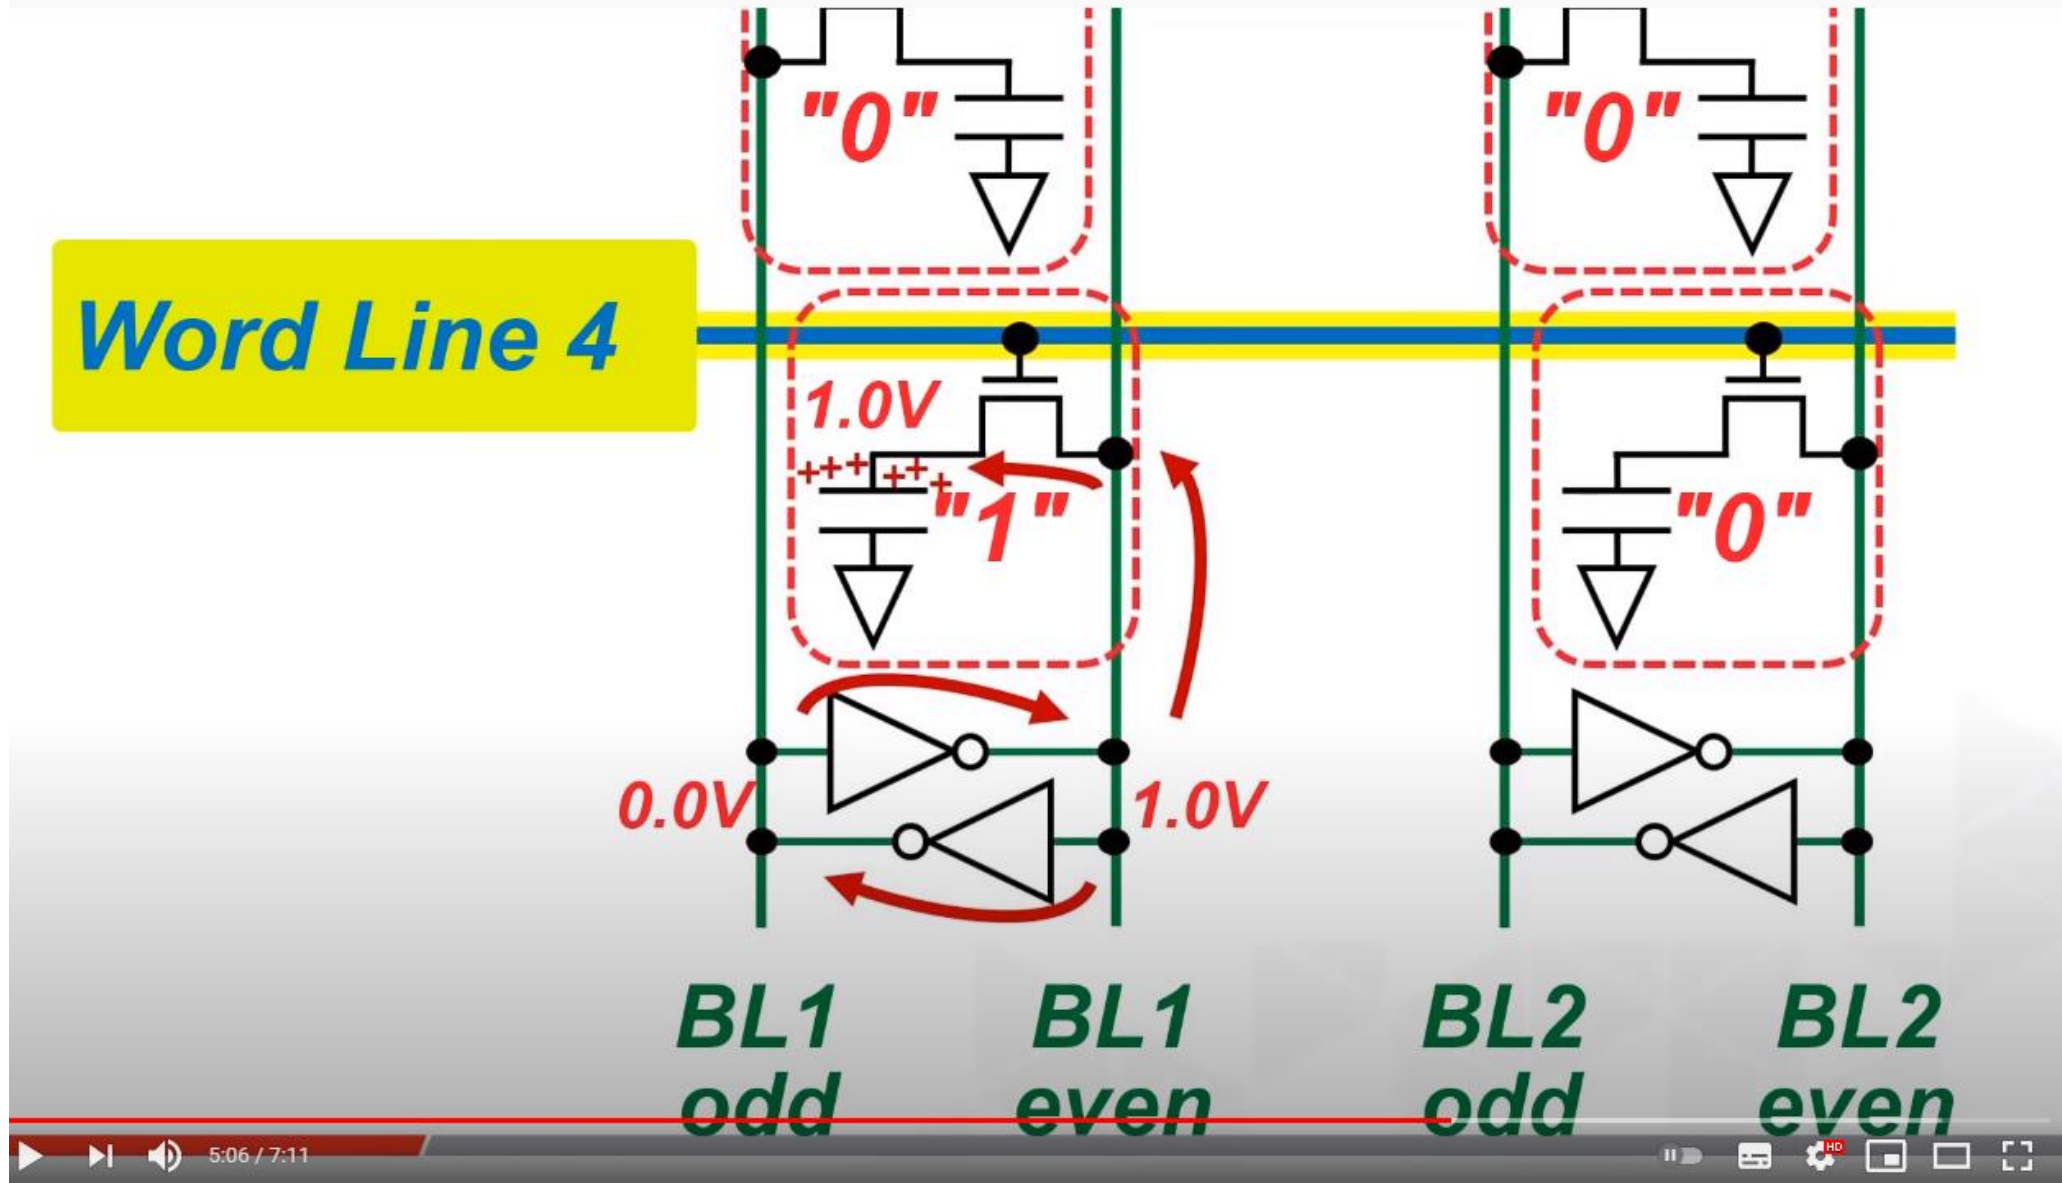 "0" "0"
Word Line 4
1.0V
+++ +++
"1" "0"
0.0V 1.0V
BL1 BL1 BL2 BL2
odd even odd even
5:06 / 7:11
HD